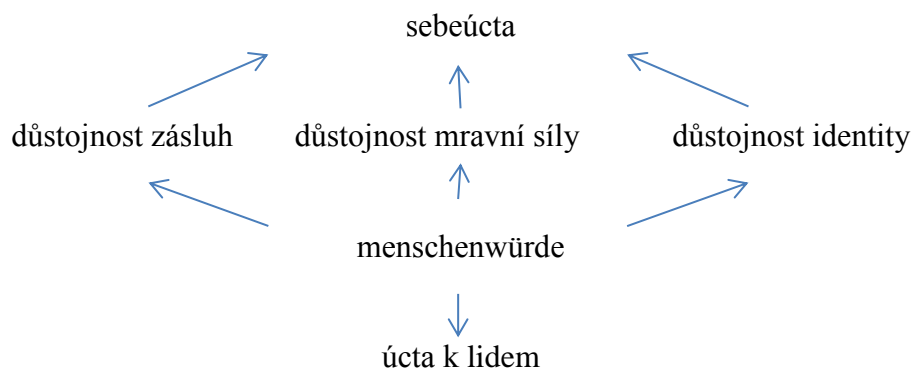 sebeúcta
důstojnost zásluh důstojnost mravní síly důstojnost identity
menschenwürde
úcta k lidem